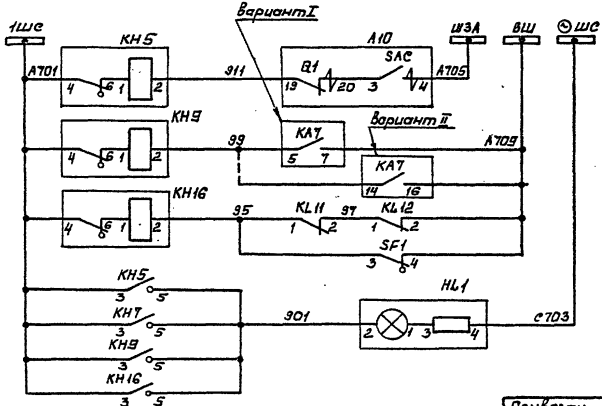 Вариант I
1ШС КН5 А10 ШЗА ВШ ШС
А701 4 6 1 2 911 19 Q1 20 3 SAC 4 А705
КН9
4 6 1 2 99 КА7 5 7 А709
Вариант II
КА7
14 16
КН16
4 6 1 2 95 KL11 1 2 97 KL12 1 2
SF1
3 4
КН5
3 5
HL1
КН7
3 5 901 2 1 3 4 С703
КН9
3 5
КН16
3 5